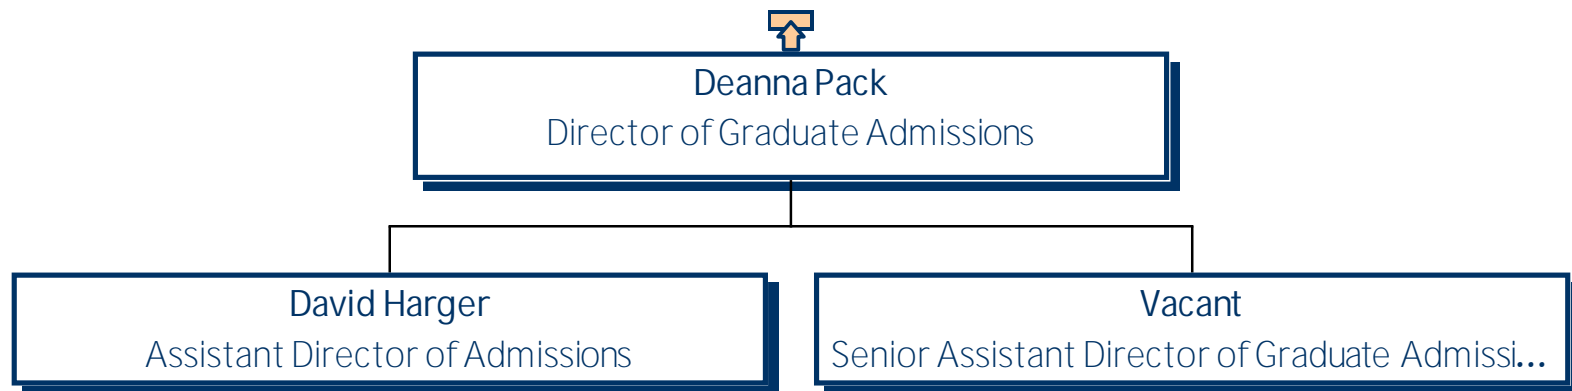 Deanna Pack
Director of Graduate Admissions
David Harger
Assistant Director of Admissions
Vacant
Senior Assistant Director of Graduate Admissi...